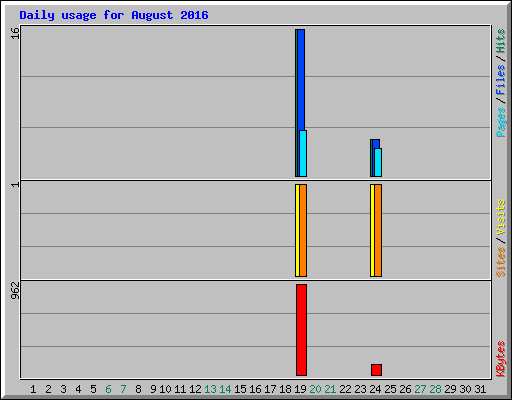 Daily usage for August 2016
16
Pages / Files / Hits
1
Sites / Visits
962
KBytes
1 2 3 4 5 6 7 8 9 10 11 12 13 14 15 16 17 18 19 20 21 22 23 24 25 26 27 28 29 30 31